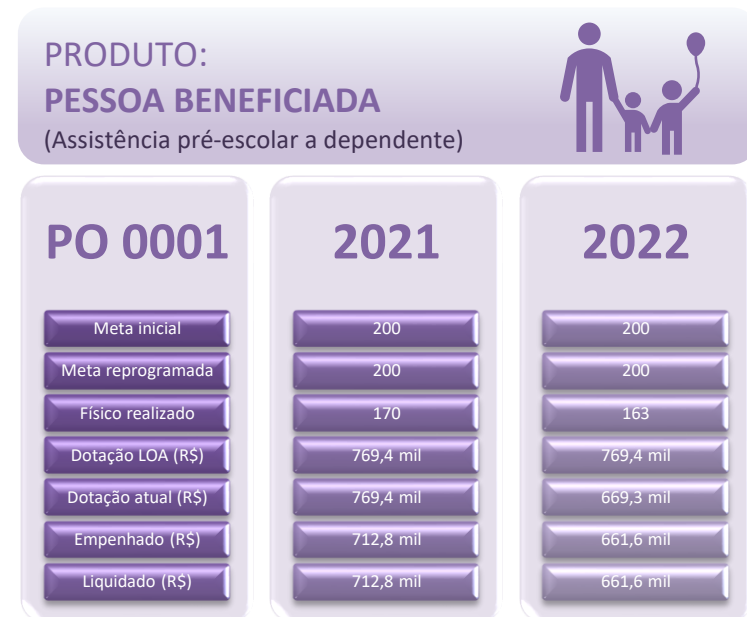 PRODUTO:
PESSOA BENEFICIADA
(Assistência pré-escolar a dependente)
PO 0001 2021 2022
Meta inicial 200 200
Meta reprogramada 200 200
Físico realizado 170 163
Dotação LOA (R$) 769,4 mil 769,4 mil
Dotação atual (R$) 769,4 mil 669,3 mil
Empenhado (R$) 712,8 mil 661,6 mil
Liquidado (R$) 712,8 mil 661,6 mil